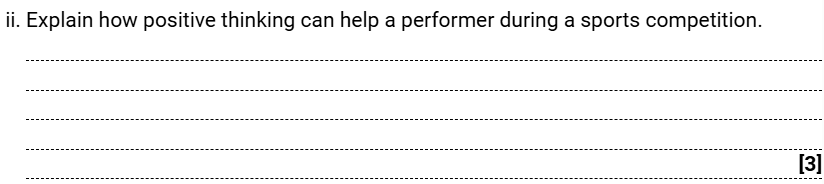 ii. Explain how positive thinking can help a performer during a sports competition.
[3]